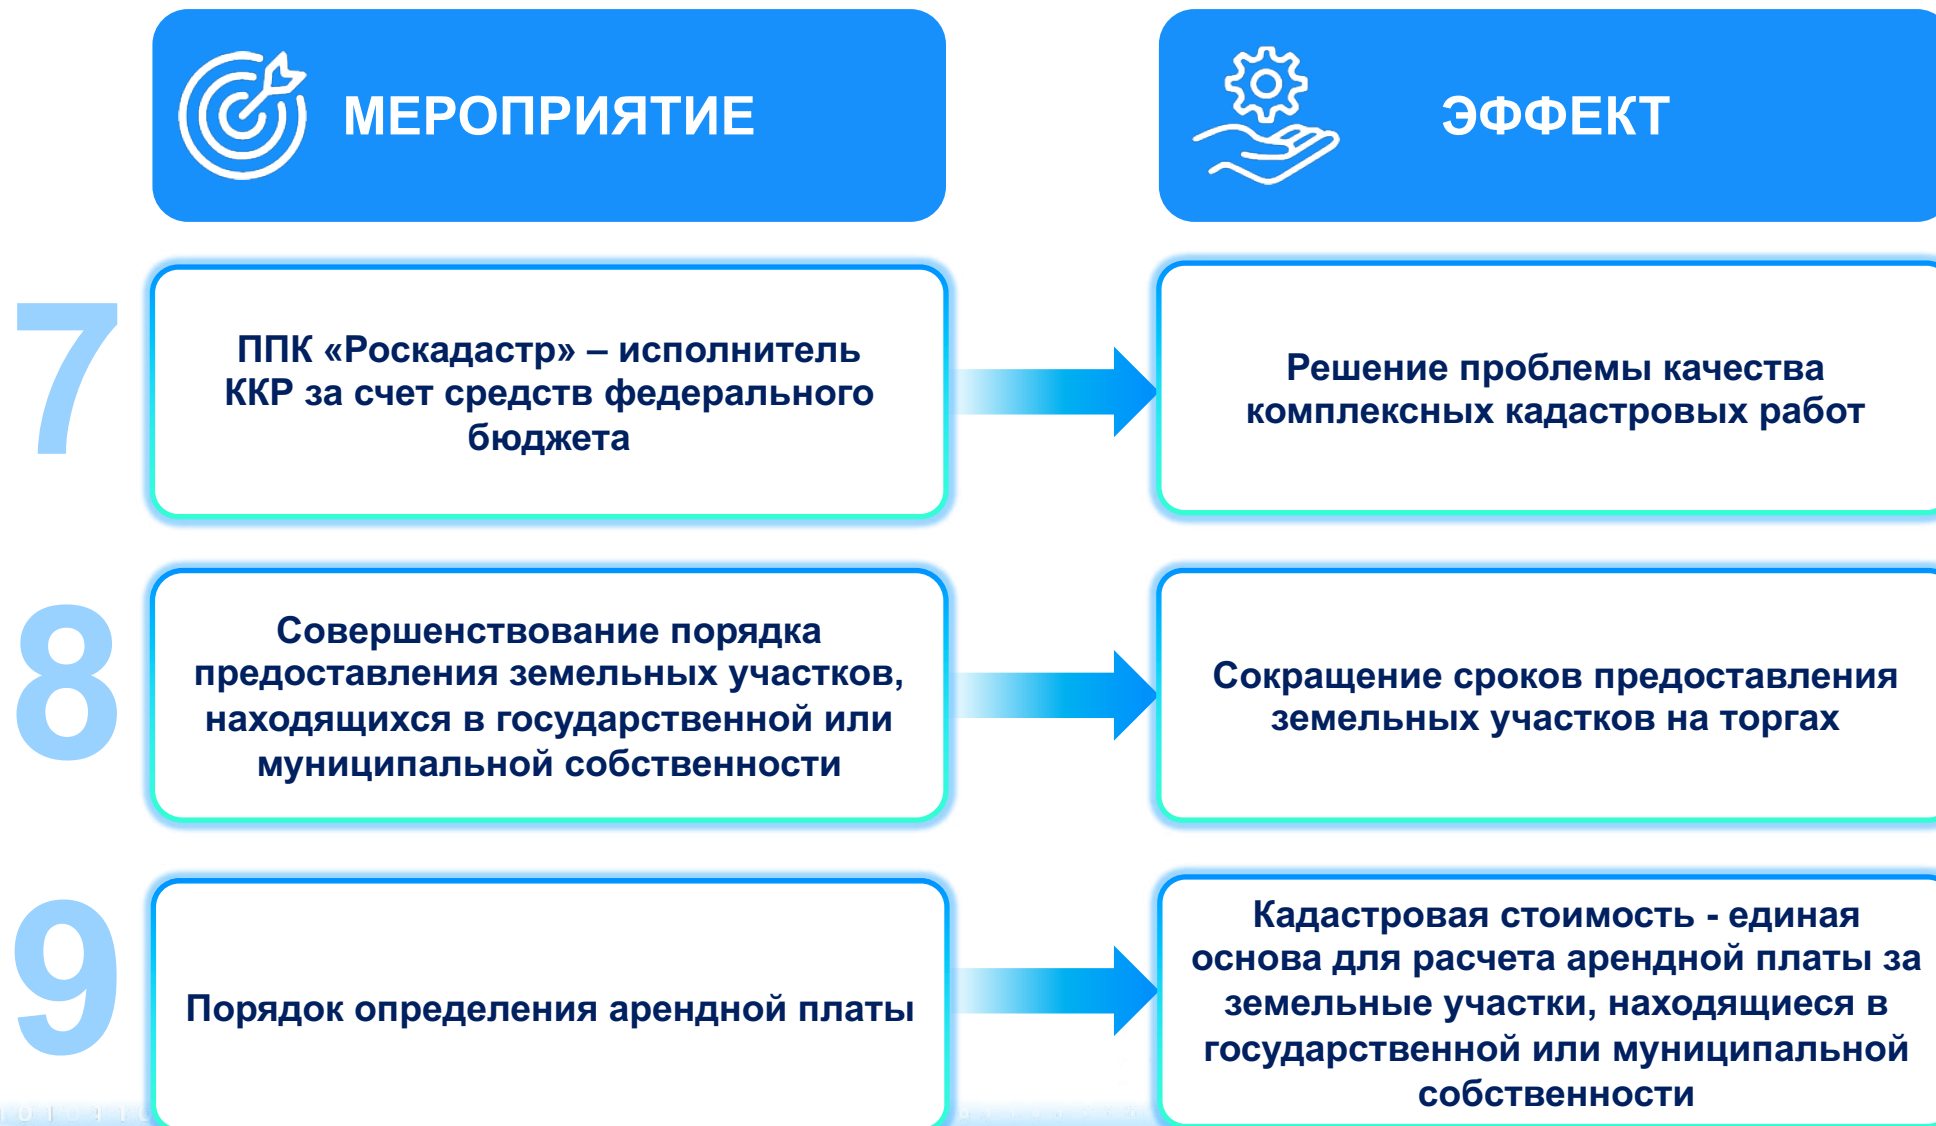 МЕРОПРИЯТИЕ
ЭФФЕКТ
7
ППК «Роскадастр» – исполнитель
ККР за счет средств федерального
бюджета
Решение проблемы качества
комплексных кадастровых работ
8
Совершенствование порядка
предоставления земельных участков,
находящихся в государственной или
муниципальной собственности
Сокращение сроков предоставления
земельных участков на торгах
9
Порядок определения арендной платы
Кадастровая стоимость - единая
основа для расчета арендной платы за
земельные участки, находящиеся в
государственной или муниципальной
собственности